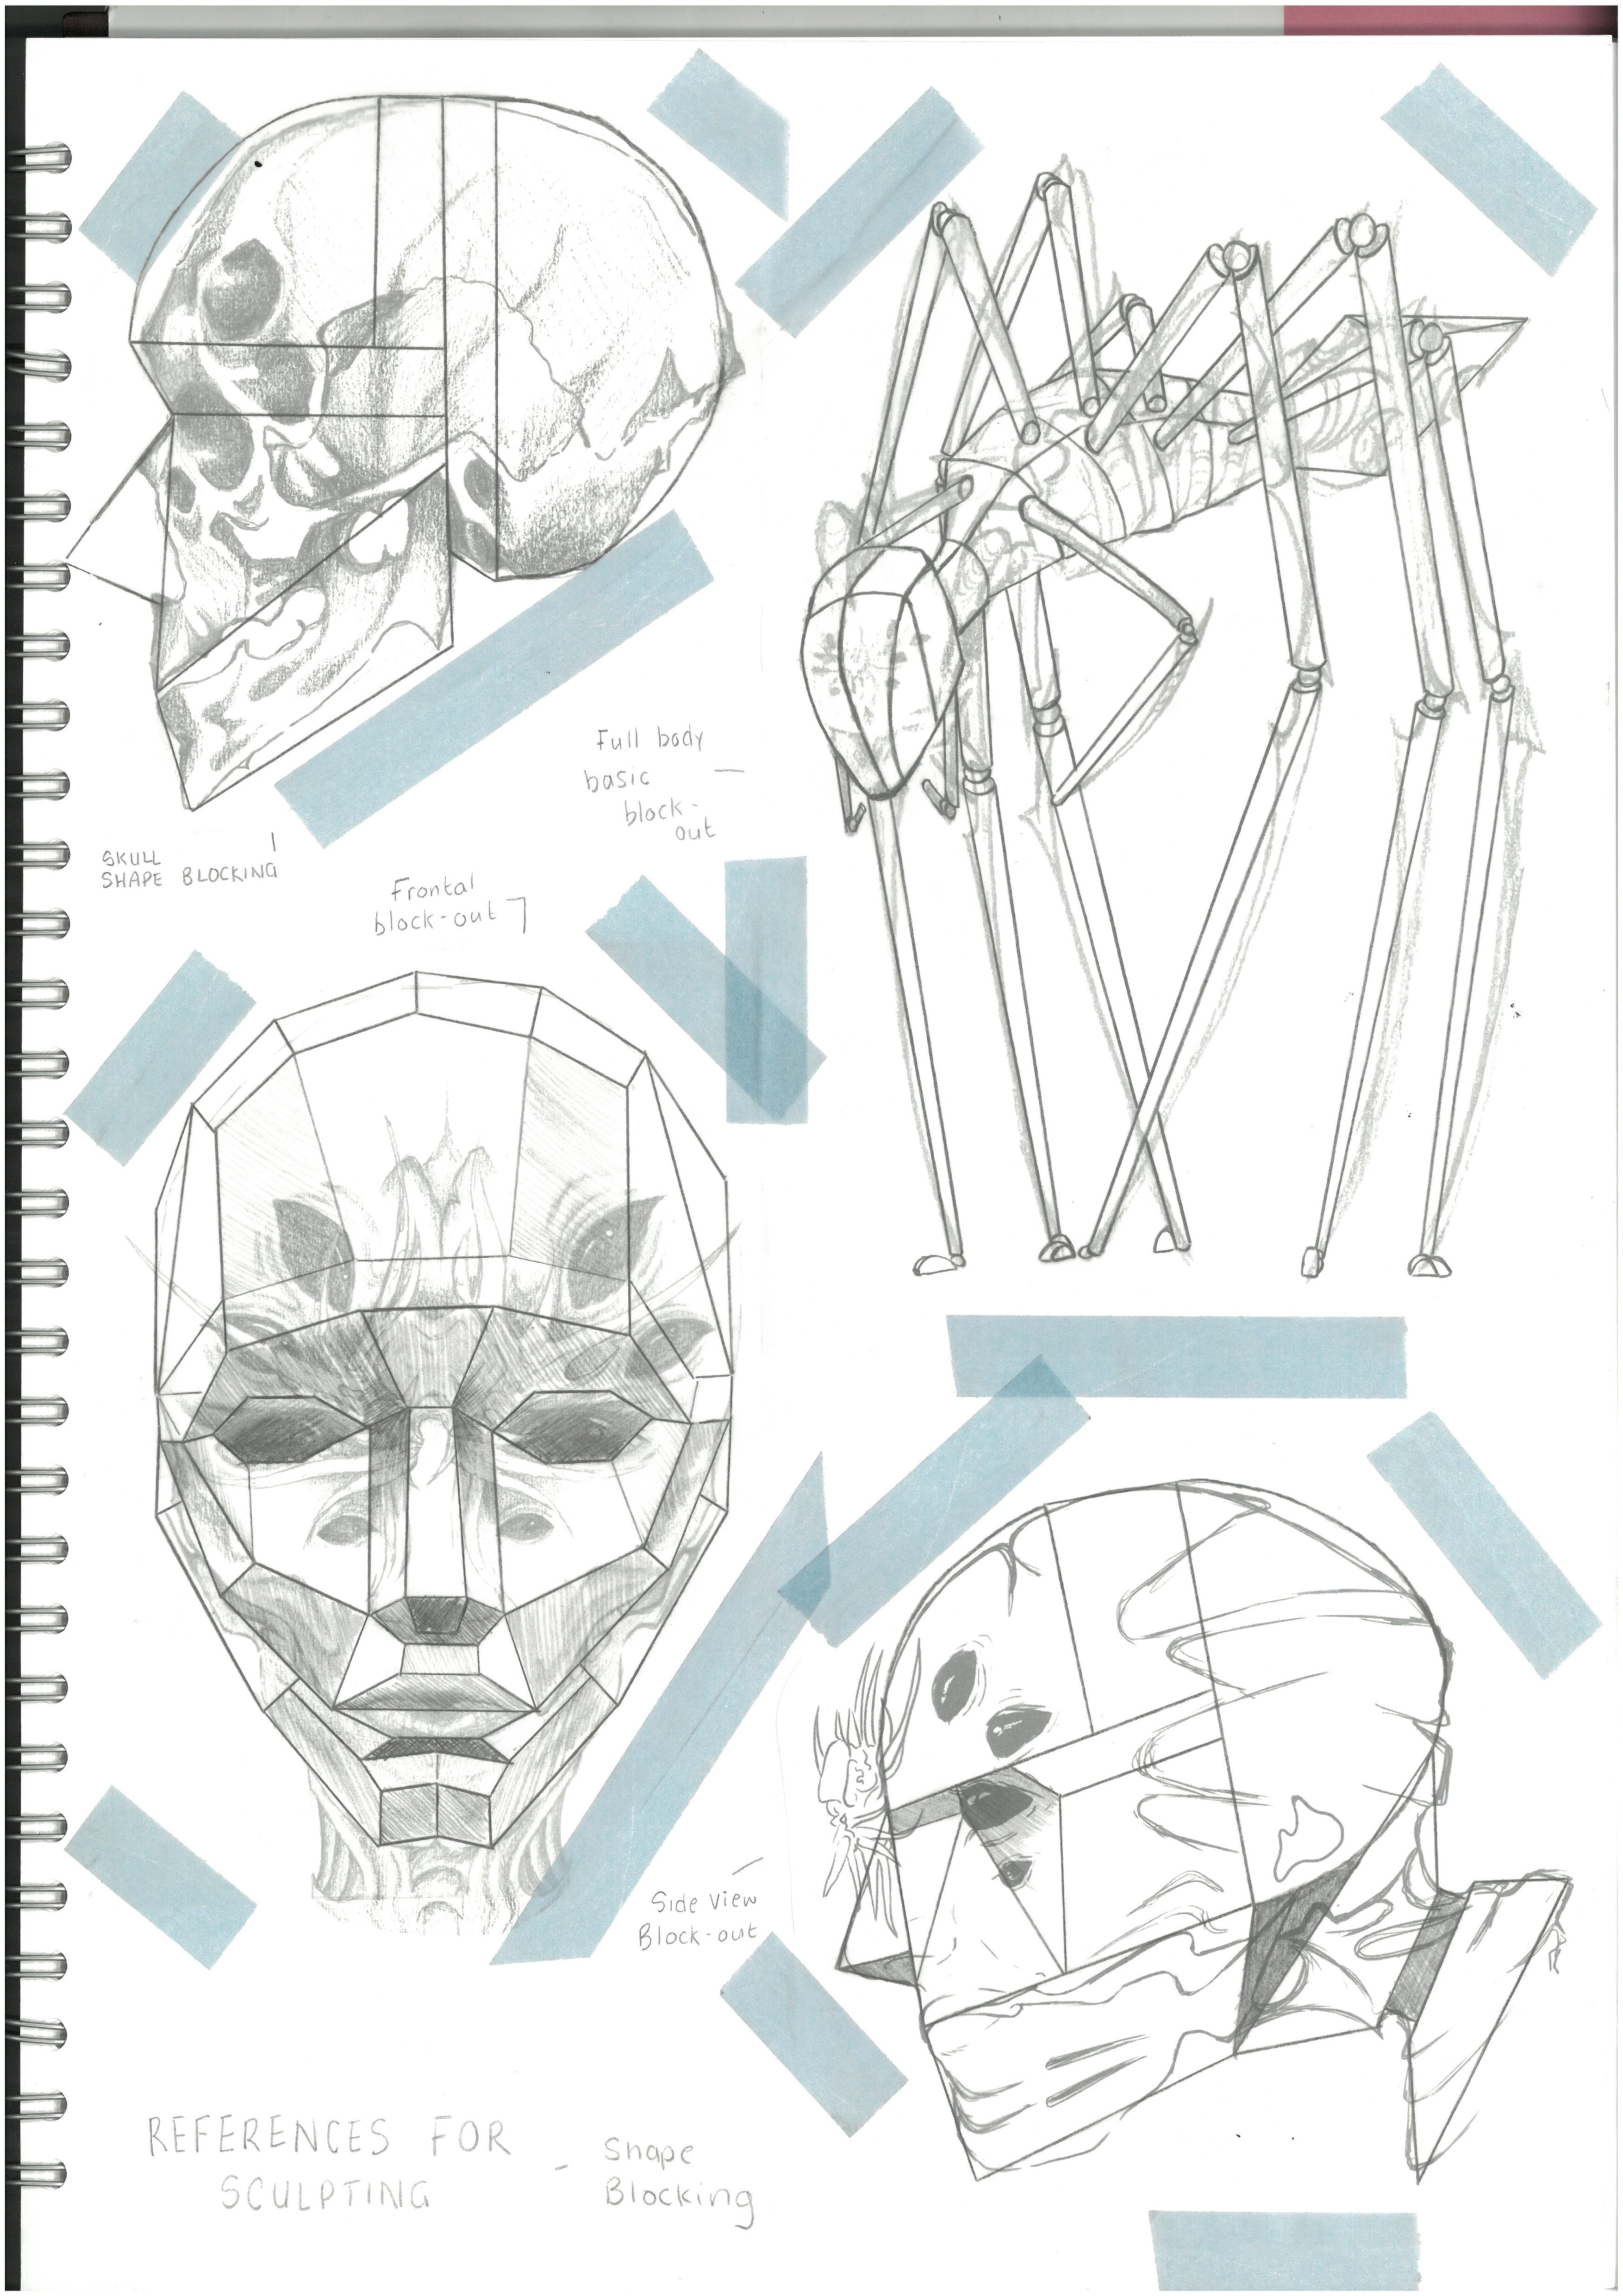 Full body
basic
block-
out
SKULL
SHAPE BLOCKING
Frontal
block-out
Side View
Block-out
REFERENCES FOR
SCULPTING
- Shape
Blocking